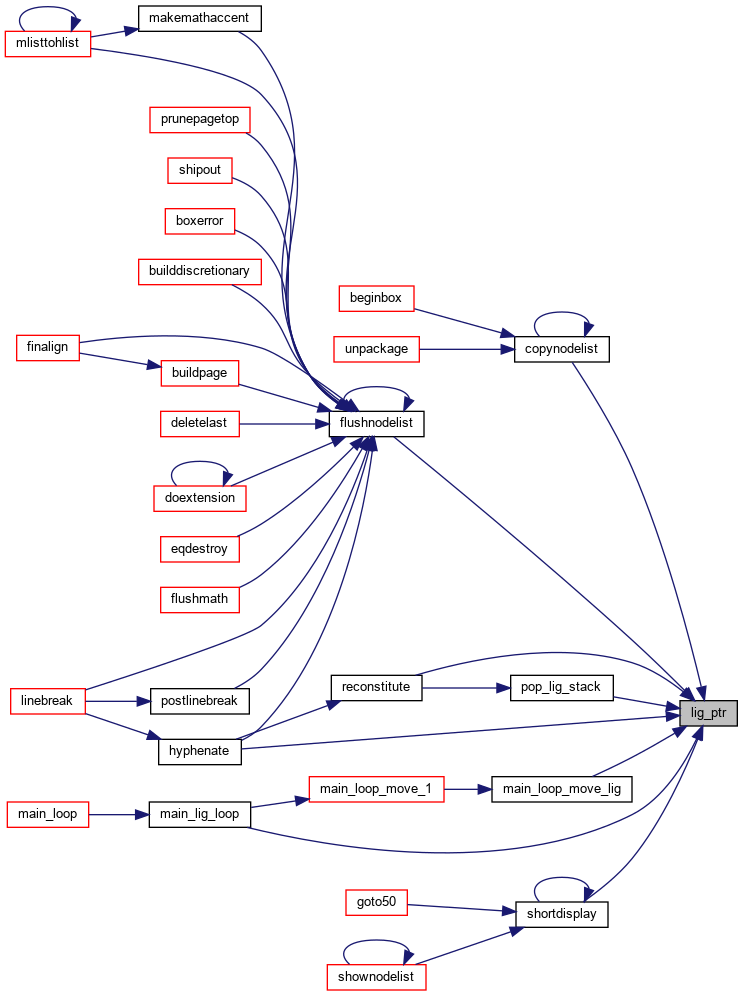 makemathaccent
mlisttohlist
prunepagetop
shipout
boxerror
builddiscretionary
beginbox
finalign
unpackage
copynodelist
buildpage
deletelast
flushnodelist
doextension
eqdestroy
flushmath
linebreak
postlinebreak
reconstitute
pop_lig_stack
lig_ptr
hyphenate
main_loop_move_1
main_loop_move_lig
main_loop
main_lig_loop
goto50
shortdisplay
shownodelist